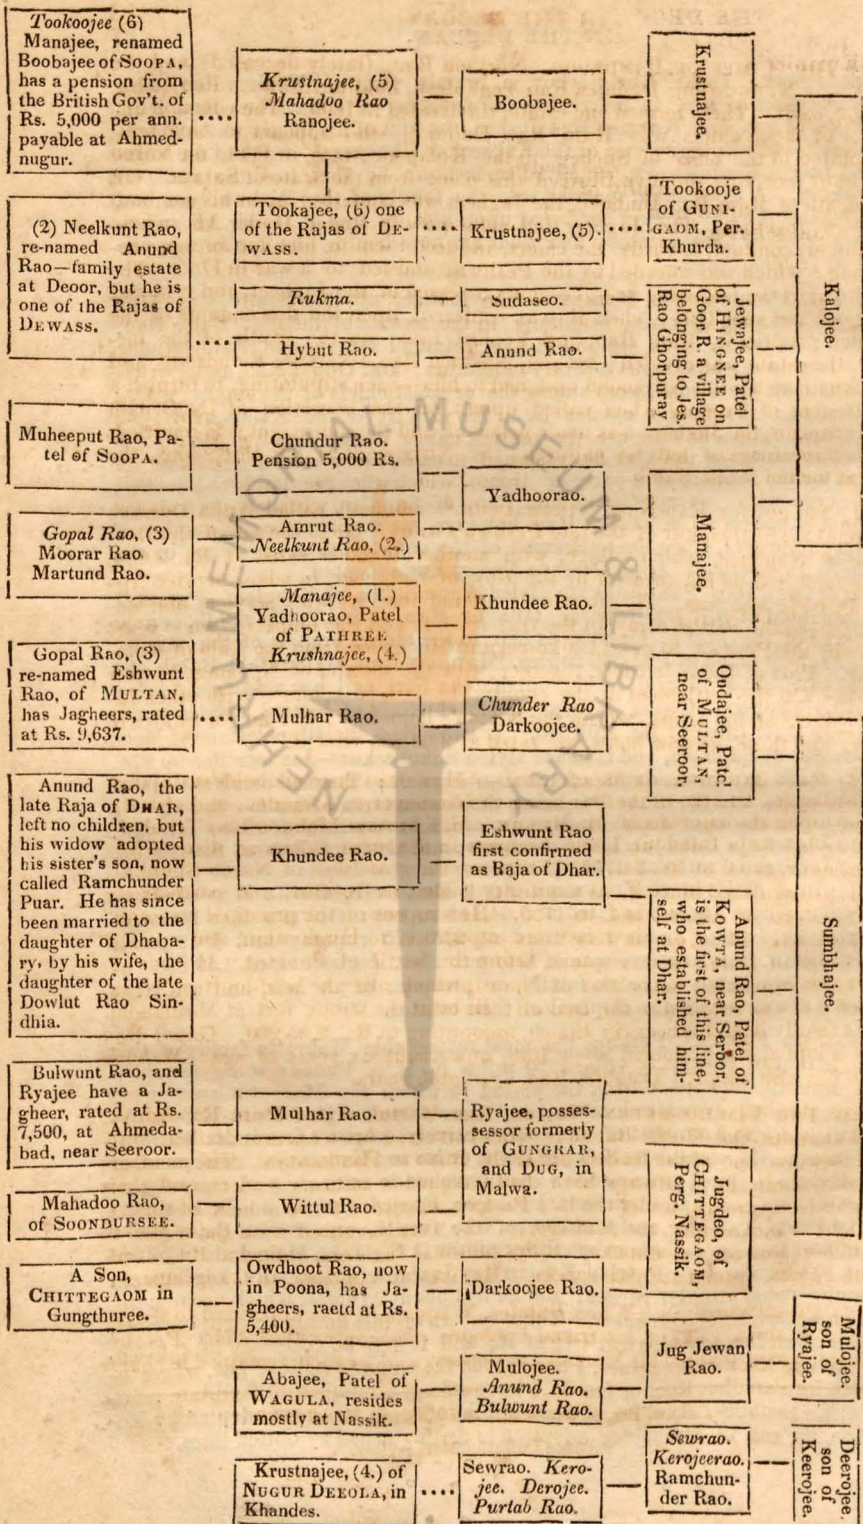 Tookoojee (6)
Manajee, renamed
Boobajee of SOOPA,
has a pension from
the British Gov't. of
Rs. 5,000 per ann.
payable at Ahmed-
nugur.
Krustnajee, (5)
Mahadoo Rao
Ranojee.
Boobajee.
Krustnajee.
Kalojee.
(2) Neelkunt Rao,
re-named Anund
Rao—family estate
at Deoor, but he is
one of the Rajas of
DEWASS.
Tookajee, (6) one
of the Rajas of DE-
WASS.
Krustnajee, (5)
Tookooje
of GUNI-
GAOM, Per.
Khurda.
Rukma.
Sudaseo.
Hybut Rao.
Anund Rao.
Jewajee, Patel
of HINGNEE on
Goor R. a village
belonging to Jes.
Rao Ghorpuray
Muheeput Rao, Pa-
tel of SOOPA.
Chundur Rao.
Pension 5,000 Rs.
Yadhoorao.
Manajee.
Gopal Rao, (3)
Moorar Rao.
Martund Rao.
Amrut Rao.
Neelkunt Rao, (2.)
Manajee, (1.)
Yadhoorao, Patel
of PATHREE
Krushnajee, (4.)
Khundee Rao.
Gopal Rao, (3)
re-named Eshwunt
Rao, of MULTAN,
has Jagheers, rated
at Rs. 9,637.
Mulhar Rao.
Chunder Rao
Darkoojee.
Oudajee, Patel
of MULTAN,
near Seeroor.
Sumbhajee.
Anund Rao, the
late Raja of DHAR,
left no children, but
his widow adopted
his sister's son, now
called Ramchunder
Puar. He has since
been married to the
daughter of Dhaba-
ry, by his wife, the
daughter of the late
Dowlut Rao Sin-
dhia.
Khundee Rao.
Eshwunt Rao
first confirmed
as Raja of Dhar.
Anund Rao, Patel of
KOWTA, near Seroor,
is the first of this line,
who established him-
self at Dhar.
Bulwunt Rao, and
Ryajee have a Ja-
gheer, rated at Rs.
7,500, at Ahmeda-
bad, near Seeroor.
Mulhar Rao.
Ryajee, posses-
sessor formerly
of GUNGRAR,
and DUG, in
Malwa.
Mahadoo Rao,
of SOONDURSEE.
Wittul Rao.
Jugdeo, of
CHITTEGAOM,
Perg. Nassik.
A Son,
CHITTEGAOM in
Gungthuree.
Owdhoot Rao, now
in Poona, has Ja-
gheers, raetd at Rs.
5,400.
Darkoojee Rao.
Abajee, Patel of
WAGULA, resides
mostly at Nassik.
Mulojee.
Anund Rao.
Bulwunt Rao.
Jug Jewan
Rao.
Mulojee.
son of
Ryajee.
Krustnajee, (4.) of
NUGUR DEEOLA, in
Khandes.
Sewrao. Kero-
jee. Derojee.
Purtab Rao.
Sewrao.
Kerojeerao.
Ramchun-
der Rao.
Deerojee.
son of
Keerojee.
NEHRU MEMORIAL MUSEUM & LIBRARY